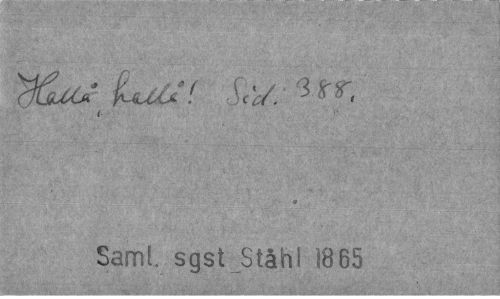 Hallå, hallå! Sid. 388.
Saml. sgst Ståhl 1865